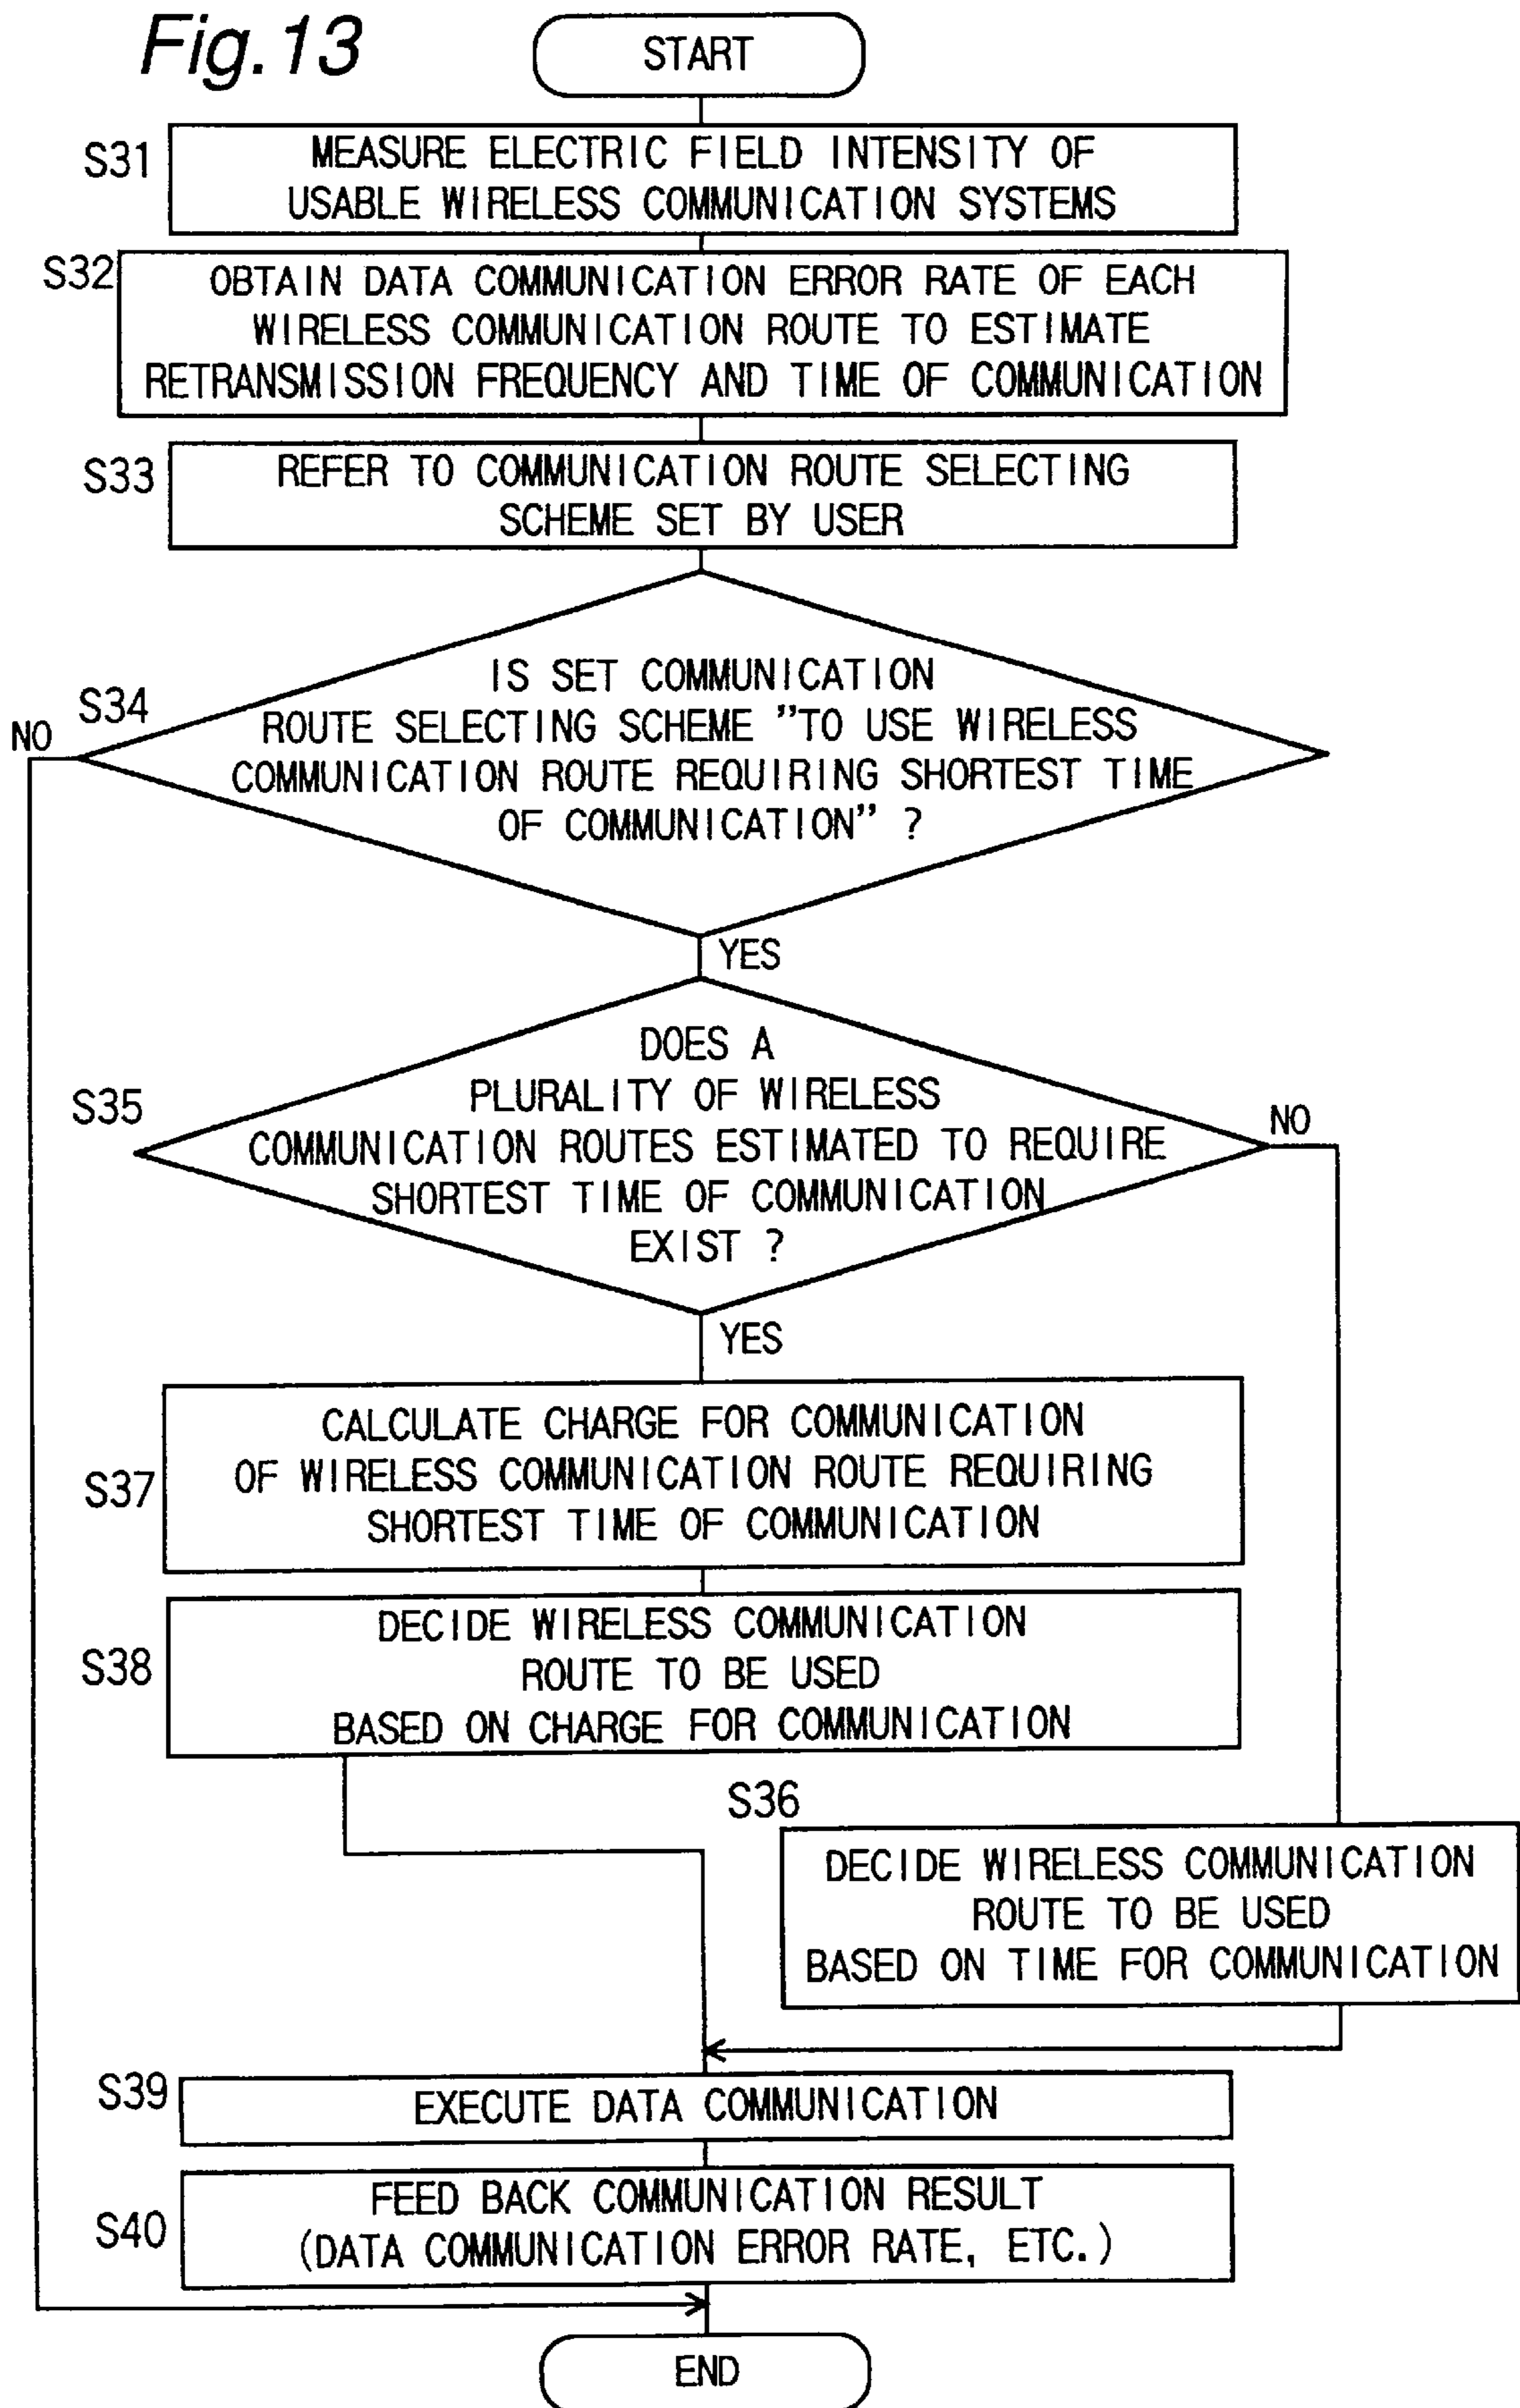 Fig.13
START
S31
MEASURE ELECTRIC FIELD INTENSITY OF
USABLE WIRELESS COMMUNICATION SYSTEMS
S32
OBTAIN DATA COMMUNICATION ERROR RATE OF EACH
WIRELESS COMMUNICATION ROUTE TO ESTIMATE
RETRANSMISSION FREQUENCY AND TIME OF COMMUNICATION
S33
REFER TO COMMUNICATION ROUTE SELECTING
SCHEME SET BY USER
S34
NO
IS SET COMMUNICATION
ROUTE SELECTING SCHEME "TO USE WIRELESS
COMMUNICATION ROUTE REQUIRING SHORTEST TIME
OF COMMUNICATION" ?
YES
S35
DOES A
PLURALITY OF WIRELESS
COMMUNICATION ROUTES ESTIMATED TO REQUIRE
SHORTEST TIME OF COMMUNICATION
EXIST ?
NO
YES
S37
CALCULATE CHARGE FOR COMMUNICATION
OF WIRELESS COMMUNICATION ROUTE REQUIRING
SHORTEST TIME OF COMMUNICATION
S38
DECIDE WIRELESS COMMUNICATION
ROUTE TO BE USED
BASED ON CHARGE FOR COMMUNICATION
S36
DECIDE WIRELESS COMMUNICATION
ROUTE TO BE USED
BASED ON TIME FOR COMMUNICATION
S39
EXECUTE DATA COMMUNICATION
S40
FEED BACK COMMUNICATION RESULT
(DATA COMMUNICATION ERROR RATE, ETC.)
END